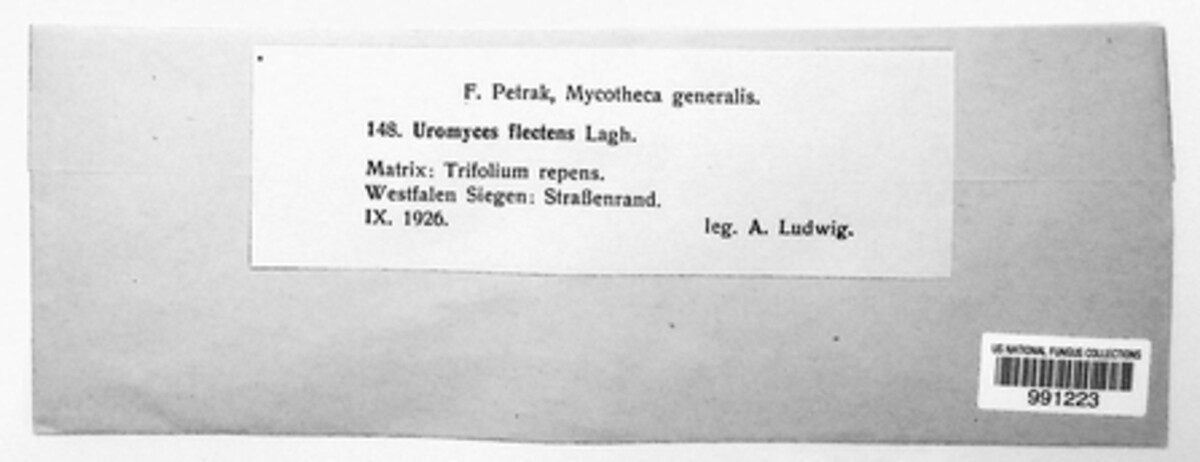 F. Petrak, Mycotheca generalis.
148. Uromyces flectens Lagh.
Matrix: Trifolium repens.
Westfalen Siegen: Straßenrand.
IX. 1926.
leg. A. Ludwig.
US NATIONAL FUNGUS COLLECTIONS
991223